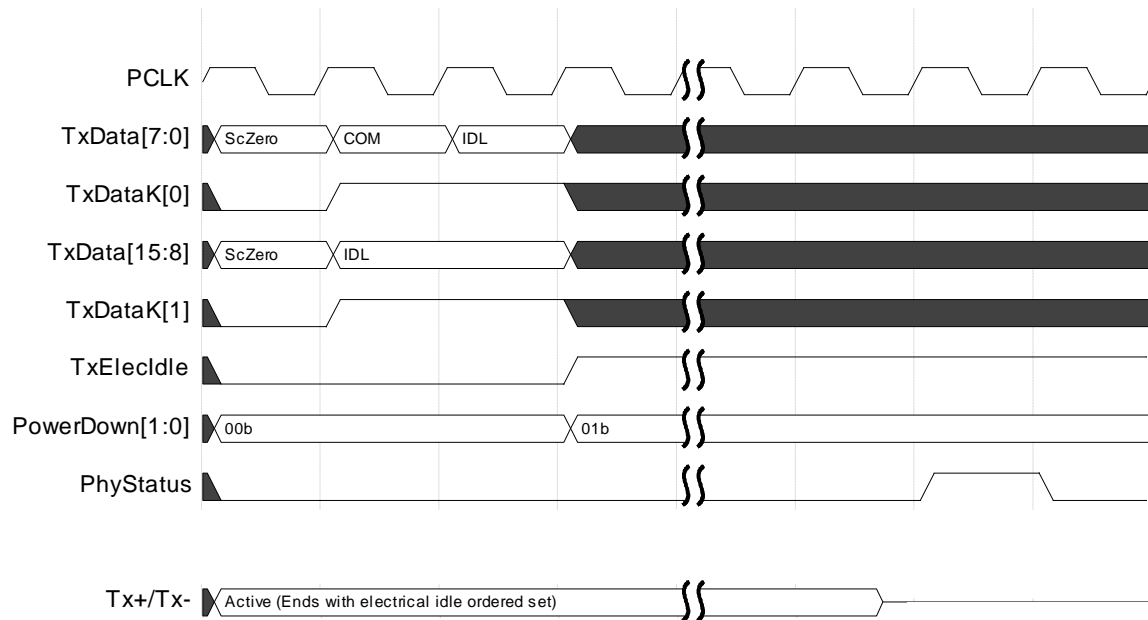 PCLK
TxData[7:0] ScZero COM IDL
TxDataK[0]
TxData[15:8] ScZero IDL
TxDataK[1]
TxElecIdle
PowerDown[1:0] 00b 01b
PhyStatus
Tx+/Tx- Active (Ends with electrical idle ordered set)